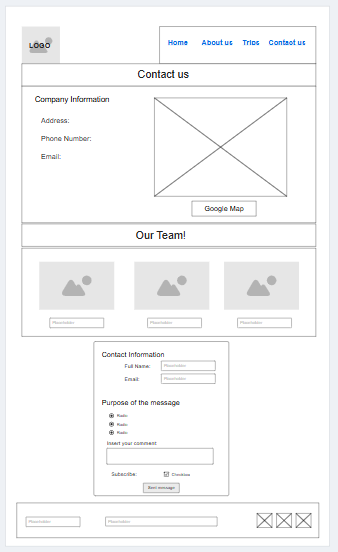 LOGO
Home About us Trips Contact us
Contact us
Company Information
Address:
Phone Number:
Email:
Google Map
Our Team!
Placeholder Placeholder Placeholder
Contact Information
Full Name: Placeholder
Email: Placeholder
Purpose of the message
Radio
Radio
Radio
Insert your comment
Subscribe: Checkbox
Sent message
Placeholder Placeholder